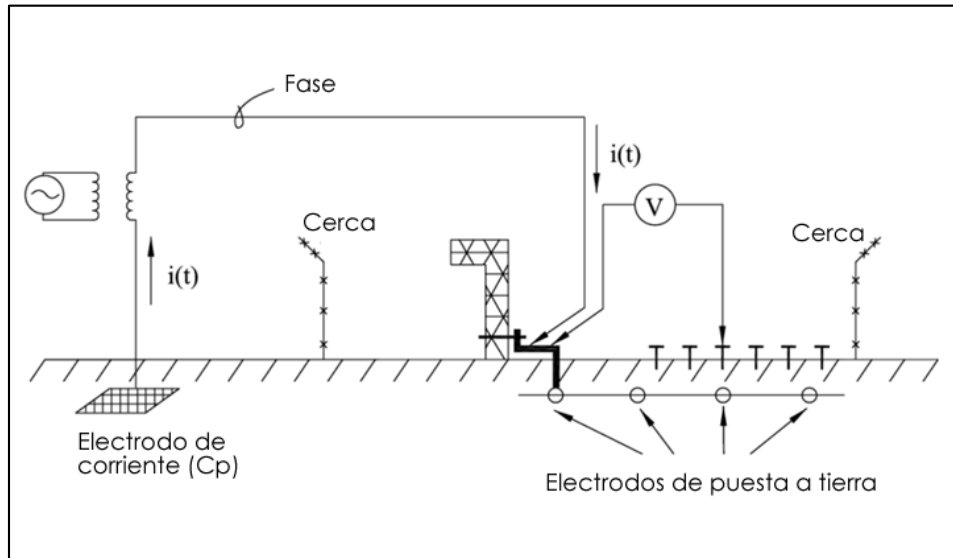 Fase
i(t)
V
Cerca
Cerca
i(t)
Electrodo de
corriente (Cp)
Electrodos de puesta a tierra